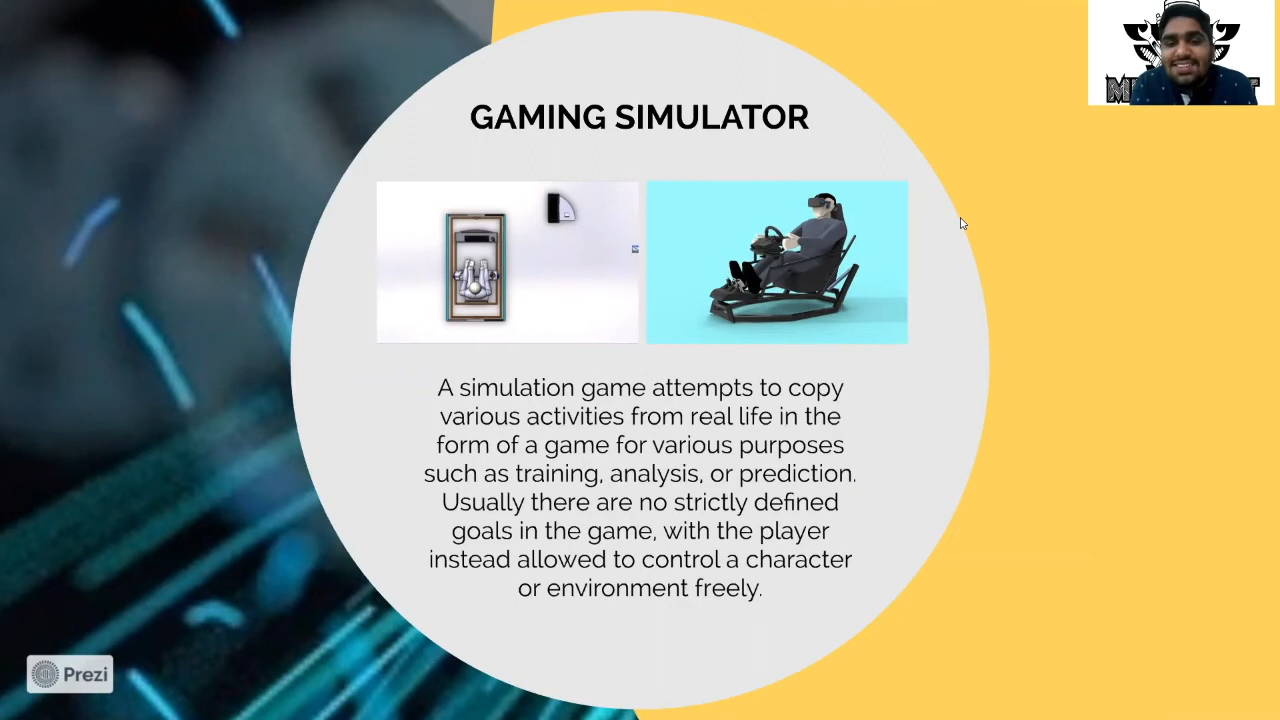 GAMING SIMULATOR
A simulation game attempts to copy
various activities from real life in the
form of a game for various purposes
such as training, analysis, or prediction.
Usually there are no strictly defined
goals in the game, with the player
instead allowed to control a character
or environment freely.
Prezi